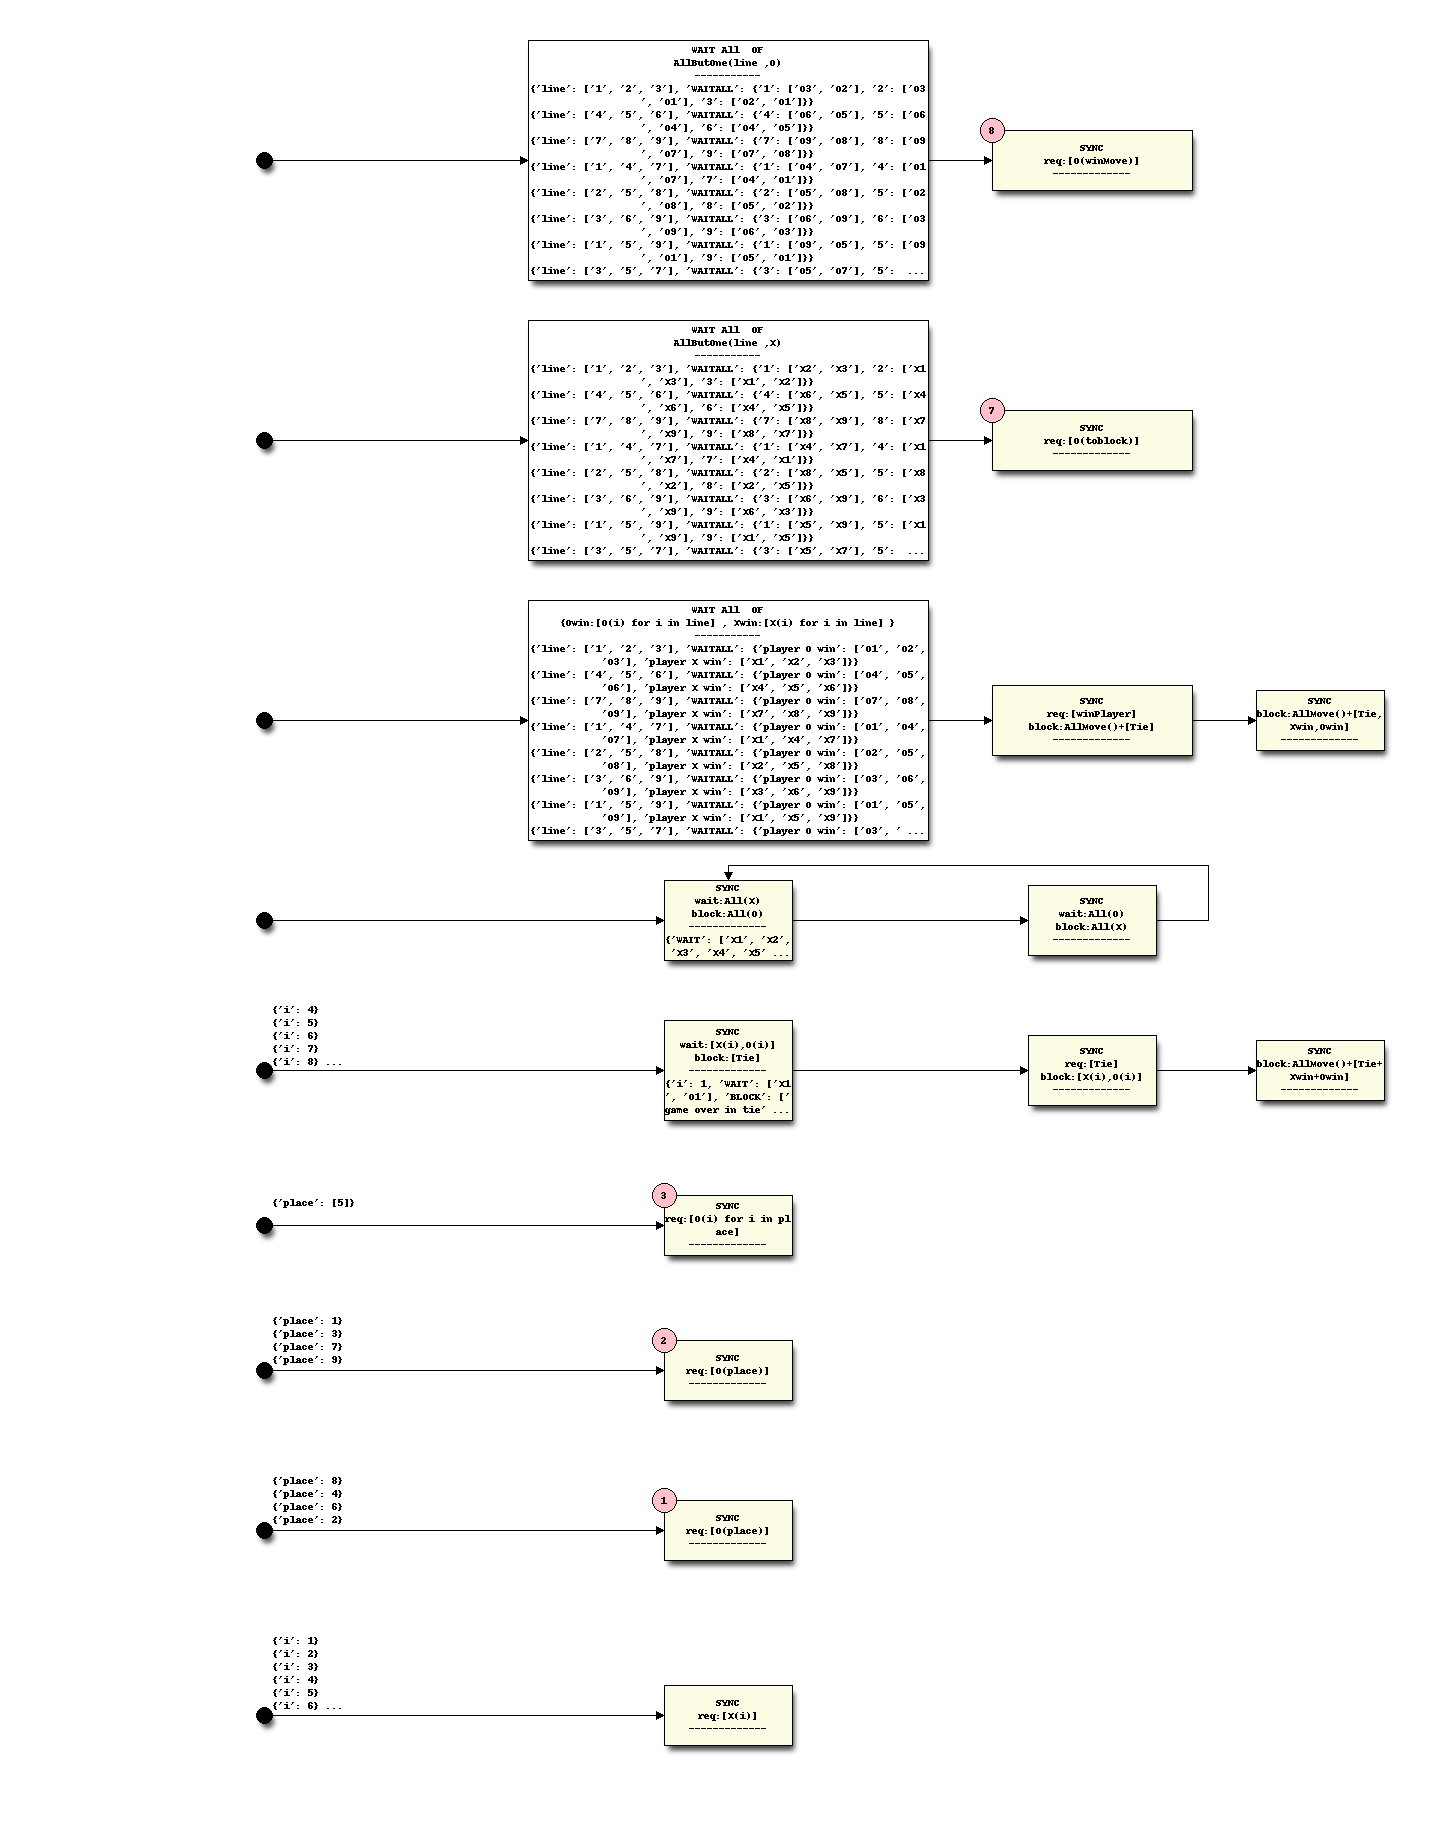 WAIT All  OF
AllButOne(line ,O)
-----------
{'line': ['1', '2', '3'], 'WAITALL': {'1': ['O3', 'O2'], '2': ['O3
', 'O1'], '3': ['O2', 'O1']}}
{'line': ['4', '5', '6'], 'WAITALL': {'4': ['O6', 'O5'], '5': ['O6
', 'O4'], '6': ['O4', 'O5']}}
{'line': ['7', '8', '9'], 'WAITALL': {'7': ['O9', 'O8'], '8': ['O9
', 'O7'], '9': ['O7', 'O8']}}
{'line': ['1', '4', '7'], 'WAITALL': {'1': ['O4', 'O7'], '4': ['O1
', 'O7'], '7': ['O4', 'O1']}}
{'line': ['2', '5', '8'], 'WAITALL': {'2': ['O5', 'O8'], '5': ['O2
', 'O8'], '8': ['O5', 'O2']}}
{'line': ['3', '6', '9'], 'WAITALL': {'3': ['O6', 'O9'], '6': ['O3
', 'O9'], '9': ['O6', 'O3']}}
{'line': ['1', '5', '9'], 'WAITALL': {'1': ['O9', 'O5'], '5': ['O9
', 'O1'], '9': ['O5', 'O1']}}
{'line': ['3', '5', '7'], 'WAITALL': {'3': ['O5', 'O7'], '5':  ...
8
SYNC
req:[O(winMove)]
-------------
WAIT All  OF
AllButOne(line ,X)
-----------
{'line': ['1', '2', '3'], 'WAITALL': {'1': ['X2', 'X3'], '2': ['X1
', 'X3'], '3': ['X1', 'X2']}}
{'line': ['4', '5', '6'], 'WAITALL': {'4': ['X6', 'X5'], '5': ['X4
', 'X6'], '6': ['X4', 'X5']}}
{'line': ['7', '8', '9'], 'WAITALL': {'7': ['X8', 'X9'], '8': ['X7
', 'X9'], '9': ['X8', 'X7']}}
{'line': ['1', '4', '7'], 'WAITALL': {'1': ['X4', 'X7'], '4': ['X1
', 'X7'], '7': ['X4', 'X1']}}
{'line': ['2', '5', '8'], 'WAITALL': {'2': ['X8', 'X5'], '5': ['X8
', 'X2'], '8': ['X2', 'X5']}}
{'line': ['3', '6', '9'], 'WAITALL': {'3': ['X6', 'X9'], '6': ['X3
', 'X9'], '9': ['X6', 'X3']}}
{'line': ['1', '5', '9'], 'WAITALL': {'1': ['X5', 'X9'], '5': ['X1
', 'X9'], '9': ['X1', 'X5']}}
{'line': ['3', '5', '7'], 'WAITALL': {'3': ['X5', 'X7'], '5':  ...
7
SYNC
req:[O(toblock)]
-------------
WAIT All  OF
{Owin:[O(i) for i in line] , Xwin:[X(i) for i in line] }
-----------
{'line': ['1', '2', '3'], 'WAITALL': {'player O win': ['O1', 'O2',
'O3'], 'player X win': ['X1', 'X2', 'X3']}}
{'line': ['4', '5', '6'], 'WAITALL': {'player O win': ['O4', 'O5',
'O6'], 'player X win': ['X4', 'X5', 'X6']}}
{'line': ['7', '8', '9'], 'WAITALL': {'player O win': ['O7', 'O8',
'O9'], 'player X win': ['X7', 'X8', 'X9']}}
{'line': ['1', '4', '7'], 'WAITALL': {'player O win': ['O1', 'O4',
'O7'], 'player X win': ['X1', 'X4', 'X7']}}
{'line': ['2', '5', '8'], 'WAITALL': {'player O win': ['O2', 'O5',
'O8'], 'player X win': ['X2', 'X5', 'X8']}}
{'line': ['3', '6', '9'], 'WAITALL': {'player O win': ['O3', 'O6',
'O9'], 'player X win': ['X3', 'X6', 'X9']}}
{'line': ['1', '5', '9'], 'WAITALL': {'player O win': ['O1', 'O5',
'O9'], 'player X win': ['X1', 'X5', 'X9']}}
{'line': ['3', '5', '7'], 'WAITALL': {'player O win': ['O3', ' ...
SYNC
req:[winPlayer]
block:AllMove()+[Tie]
-------------
SYNC
block:AllMove()+[Tie,
Xwin,Owin]
-------------
SYNC
wait:All(X)
block:All(O)
-------------
{'WAIT': ['X1', 'X2',
'X3', 'X4', 'X5' ...
SYNC
wait:All(O)
block:All(X)
-------------
{'i': 4}
{'i': 5}
{'i': 6}
{'i': 7}
{'i': 8} ...
SYNC
wait:[X(i),O(i)]
block:[Tie]
-------------
{'i': 1, 'WAIT': ['X1
', 'O1'], 'BLOCK': ['
game over in tie' ...
SYNC
req:[Tie]
block:[X(i),O(i)]
-------------
SYNC
block:AllMove()+[Tie+
Xwin+Owin]
-------------
{'place': [5]}
3
SYNC
req:[O(i) for i in pl
ace]
-------------
{'place': 1}
{'place': 3}
{'place': 7}
{'place': 9}
2
SYNC
req:[O(place)]
-------------
{'place': 8}
{'place': 4}
{'place': 6}
{'place': 2}
1
SYNC
req:[O(place)]
-------------
{'i': 1}
{'i': 2}
{'i': 3}
{'i': 4}
{'i': 5}
{'i': 6} ...
SYNC
req:[X(i)]
-------------